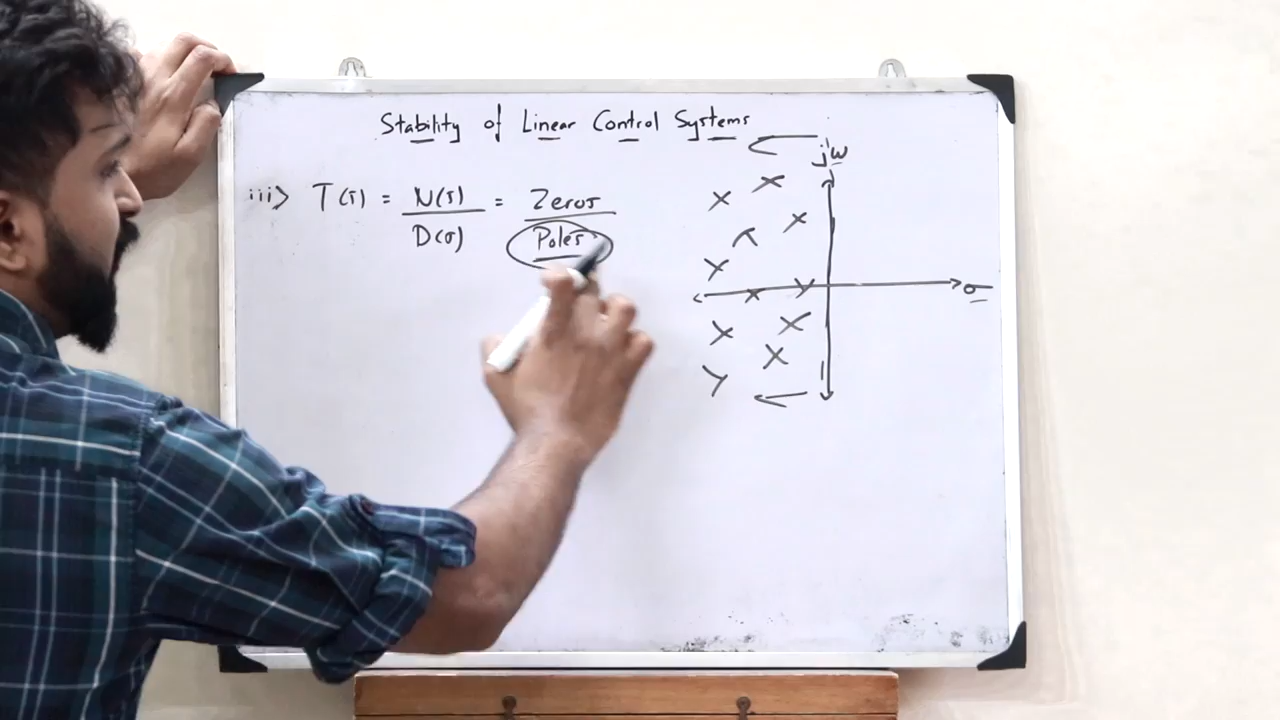 Stability of Linear Control Systems
iii> T(s) = N(s)/D(s) = Zeros/Poles
jω
σ